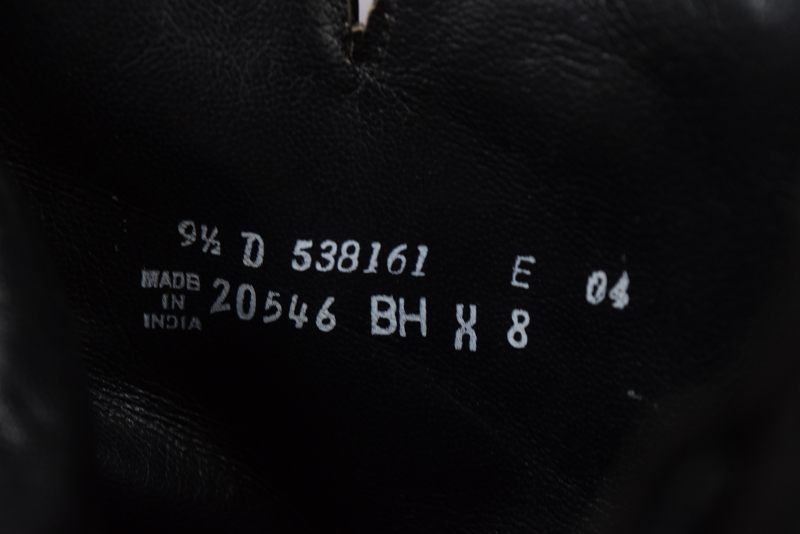 9½ D 538161 E 04
MADE IN INDIA 20546 BH X 8